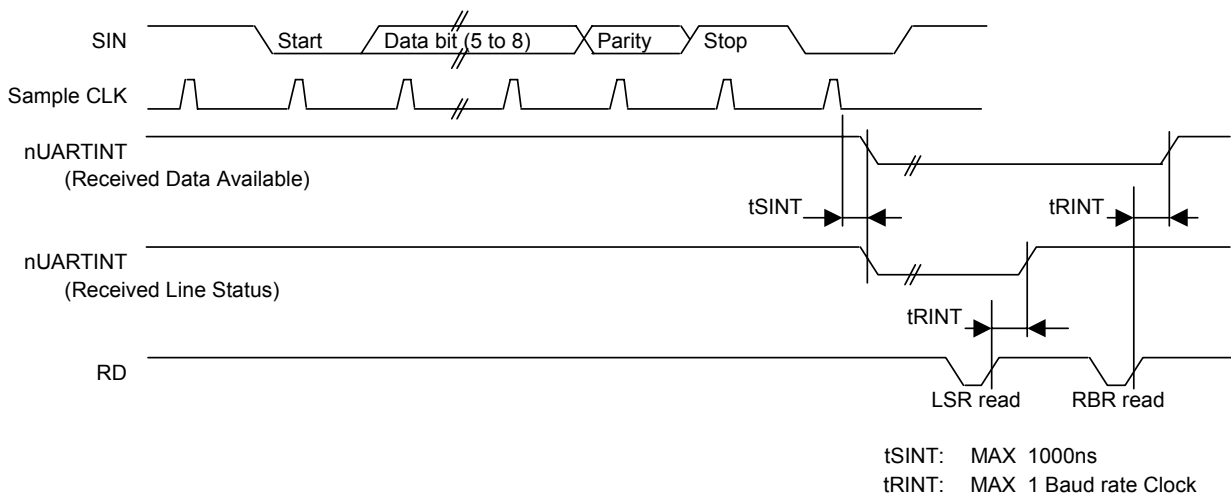 SIN
Start
Data bit (5 to 8)
Parity
Stop
Sample CLK
nUARTINT
(Received Data Available)
tSINT
tRINT
nUARTINT
(Received Line Status)
tRINT
RD
LSR read
RBR read
tSINT: MAX 1000ns
tRINT: MAX 1 Baud rate Clock